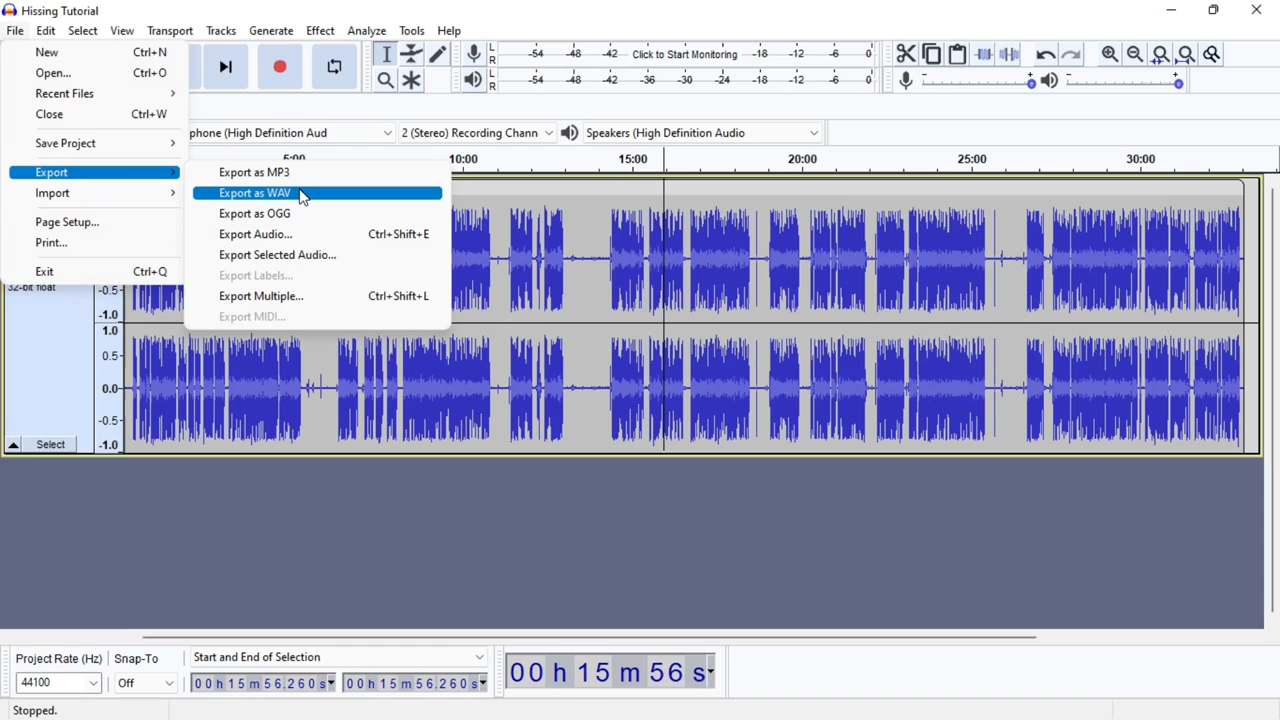 Hissing Tutorial
File Edit Select View Transport Tracks Generate Effect Analyze Tools Help
New Ctrl+N
Open... Ctrl+O
Recent Files
Close Ctrl+W
Save Project
Export
Import
Page Setup...
Print...
Exit Ctrl+Q
Export as MP3
Export as WAV
Export as OGG
Export Audio... Ctrl+Shift+E
Export Selected Audio...
Export Labels...
Export Multiple... Ctrl+Shift+L
Export MIDI...
L R -54 -48 -42 Click to Start Monitoring -18 -12 -6 0
L R -54 -48 -42 -36 -30 -24 -18 -12 -6 0
- + - +
phone (High Definition Aud 2 (Stereo) Recording Chann Speakers (High Definition Audio
5:00 10:00 15:00 20:00 25:00 30:00
32-bit float
-0.5
-1.0
1.0
0.5
0.0
-0.5
-1.0
Select
Project Rate (Hz) Snap-To Start and End of Selection
44100 Off 00 h 15 m 56.260 s 00 h 15 m 56.260 s
00 h 15 m 56 s
Stopped.